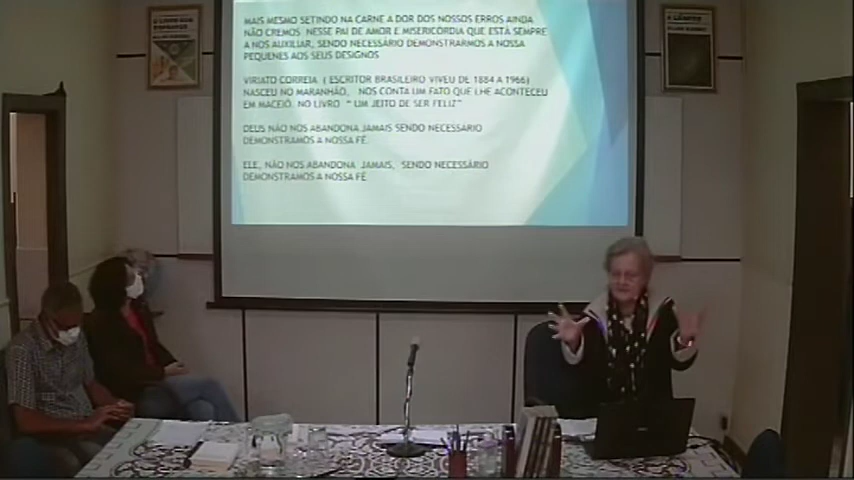 MAIS MESMO SETINDO NA CARNE A DOR DOS NOSSOS ERROS AINDA
NÃO CREMOS NESSE PAI DE AMOR E MISERICÓRDIA QUE ESTÁ SEMPRE
A NOS AUXILIAR, SENDO NECESSÁRIO DEMONSTRARMOS A NOSSA
PEQUENES AOS SEUS DESIGNOS
VIRIATO CORREIA ( ESCRITOR BRASILEIRO VIVEU DE 1884 A 1966)
NASCEU NO MARANHÃO, NOS CONTA UM FATO QUE LHE ACONTECEU
EM MACEIÓ. NO LIVRO " UM JEITO DE SER FELIZ"
DEUS NÃO NOS ABANDONA JAMAIS SENDO NECESSÁRIO
DEMONSTRAMOS A NOSSA FÉ.
ELE, NÃO NOS ABANDONA JAMAIS, SENDO NECESSÁRIO
DEMONSTRAMOS A NOSSA FÉ